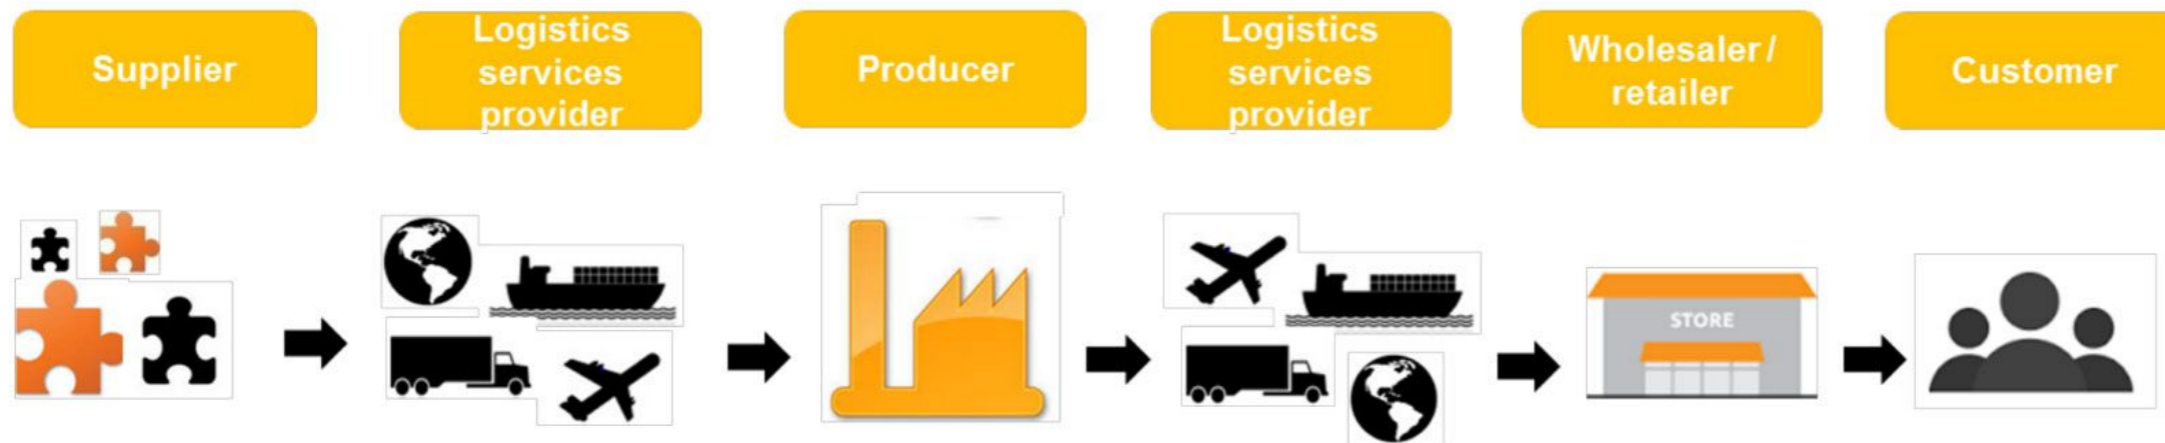 Supplier
Logistics
services
provider
Producer
Logistics
services
provider
Wholesaler /
retailer
Customer
STORE